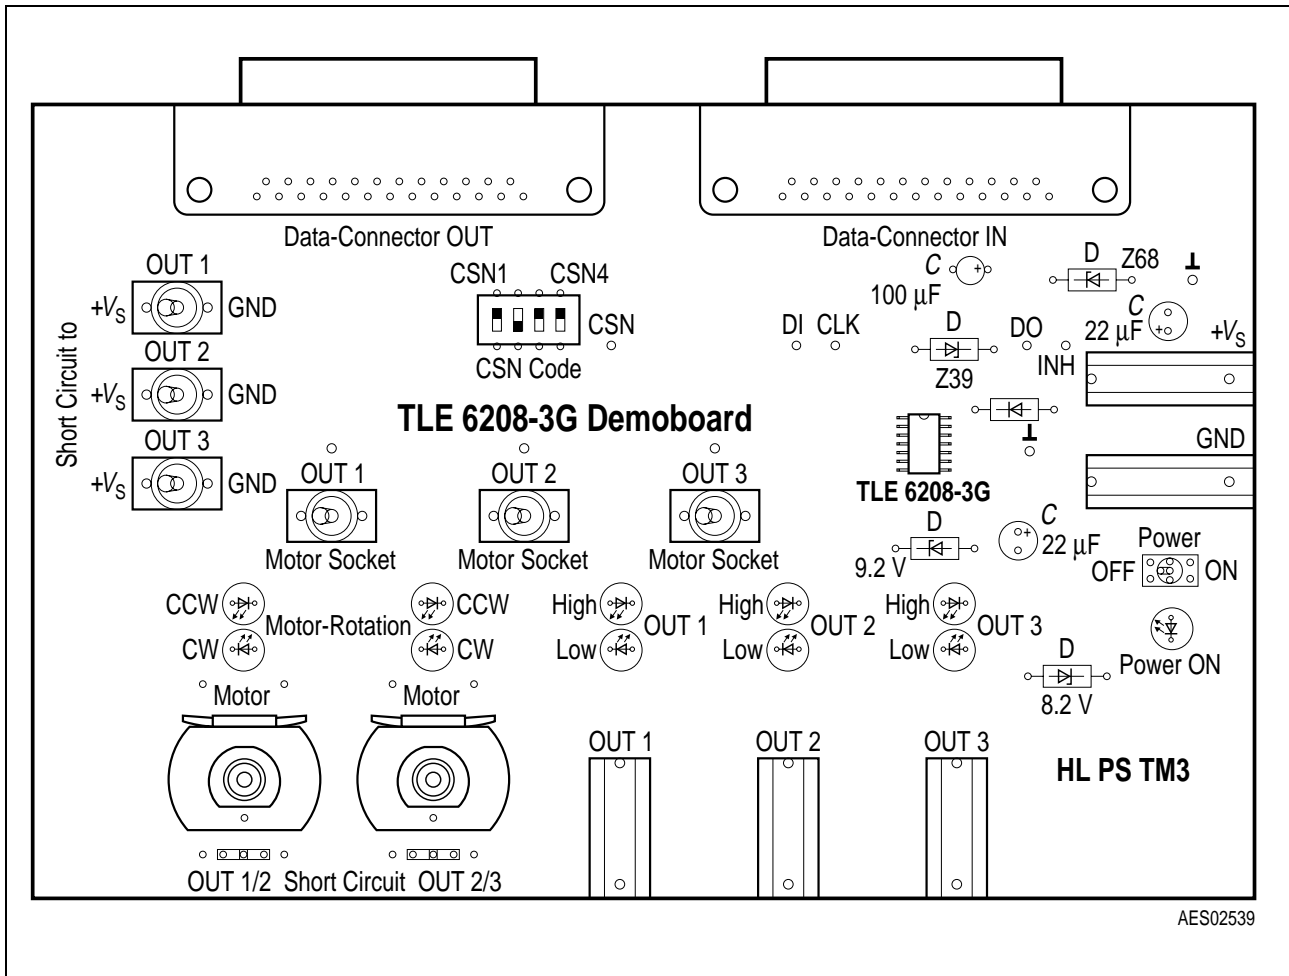 Data-Connector OUT
Data-Connector IN
OUT 1
+VS
GND
OUT 2
+VS
GND
OUT 3
+VS
GND
Short Circuit to
CSN1
CSN4
CSN
CSN Code
DI
CLK
C
100 µF
D
Z68
⊥
D
Z39
DO
INH
C
22 µF
+VS
TLE 6208-3G Demoboard
⊥
GND
TLE 6208-3G
OUT 1
Motor Socket
OUT 2
Motor Socket
OUT 3
Motor Socket
D
9.2 V
C
22 µF
Power
OFF
ON
CCW
CCW
Motor-Rotation
CW
CW
High
OUT 1
Low
High
OUT 2
Low
High
OUT 3
Low
Power ON
D
8.2 V
Motor
Motor
OUT 1
OUT 2
OUT 3
HL PS TM3
OUT 1/2 Short Circuit OUT 2/3
AES02539